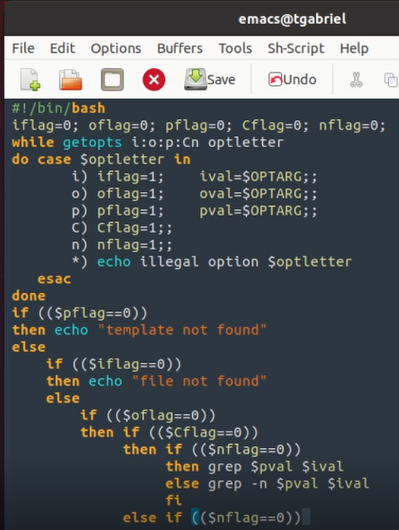 emacs@tgabriel
File Edit Options Buffers Tools Sh-Script Help
Save Undo
#!/bin/bash
iflag=0; oflag=0; pflag=0; Cflag=0; nflag=0;
while getopts i:o:p:Cn optletter
do case $optletter in
        i) iflag=1;    ival=$OPTARG;;
        o) oflag=1;    oval=$OPTARG;;
        p) pflag=1;    pval=$OPTARG;;
        C) Cflag=1;;
        n) nflag=1;;
        *) echo illegal option $optletter
    esac
done
if (($pflag==0))
then echo "template not found"
else
    if (($iflag==0))
    then echo "file not found"
    else
        if (($oflag==0))
        then if (($Cflag==0))
             then if (($nflag==0))
                  then grep $pval $ival
                  else grep -n $pval $ival
                  fi
             else if (($nflag==0))